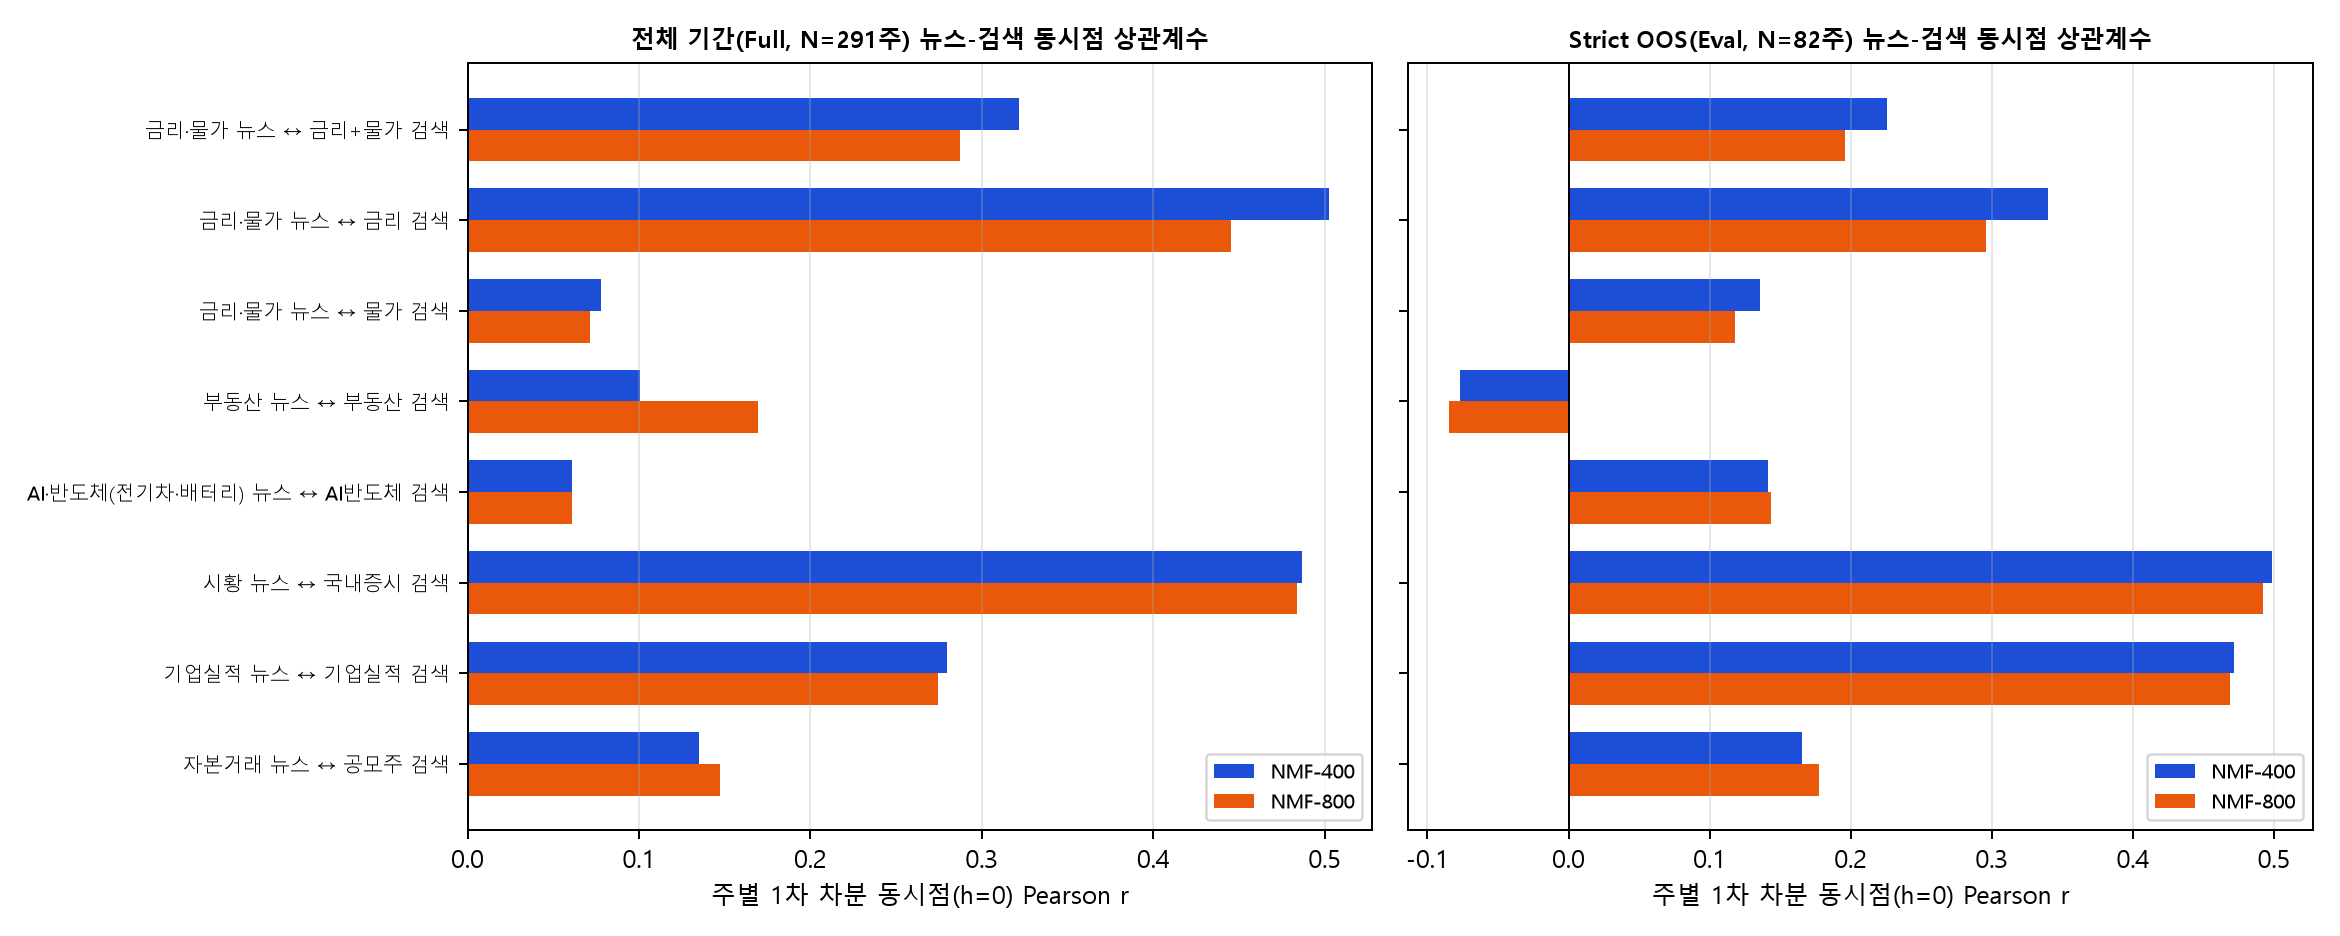 전체 기간(Full, N=291주) 뉴스-검색 동시점 상관계수
금리·물가 뉴스 ↔ 금리+물가 검색
금리·물가 뉴스 ↔ 금리 검색
금리·물가 뉴스 ↔ 물가 검색
부동산 뉴스 ↔ 부동산 검색
AI·반도체(전기차·배터리) 뉴스 ↔ AI반도체 검색
시황 뉴스 ↔ 국내증시 검색
기업실적 뉴스 ↔ 기업실적 검색
자본거래 뉴스 ↔ 공모주 검색
NMF-400
NMF-800
0.0 0.1 0.2 0.3 0.4 0.5
주별 1차 차분 동시점(h=0) Pearson r
Strict OOS(Eval, N=82주) 뉴스-검색 동시점 상관계수
NMF-400
NMF-800
-0.1 0.0 0.1 0.2 0.3 0.4 0.5
주별 1차 차분 동시점(h=0) Pearson r